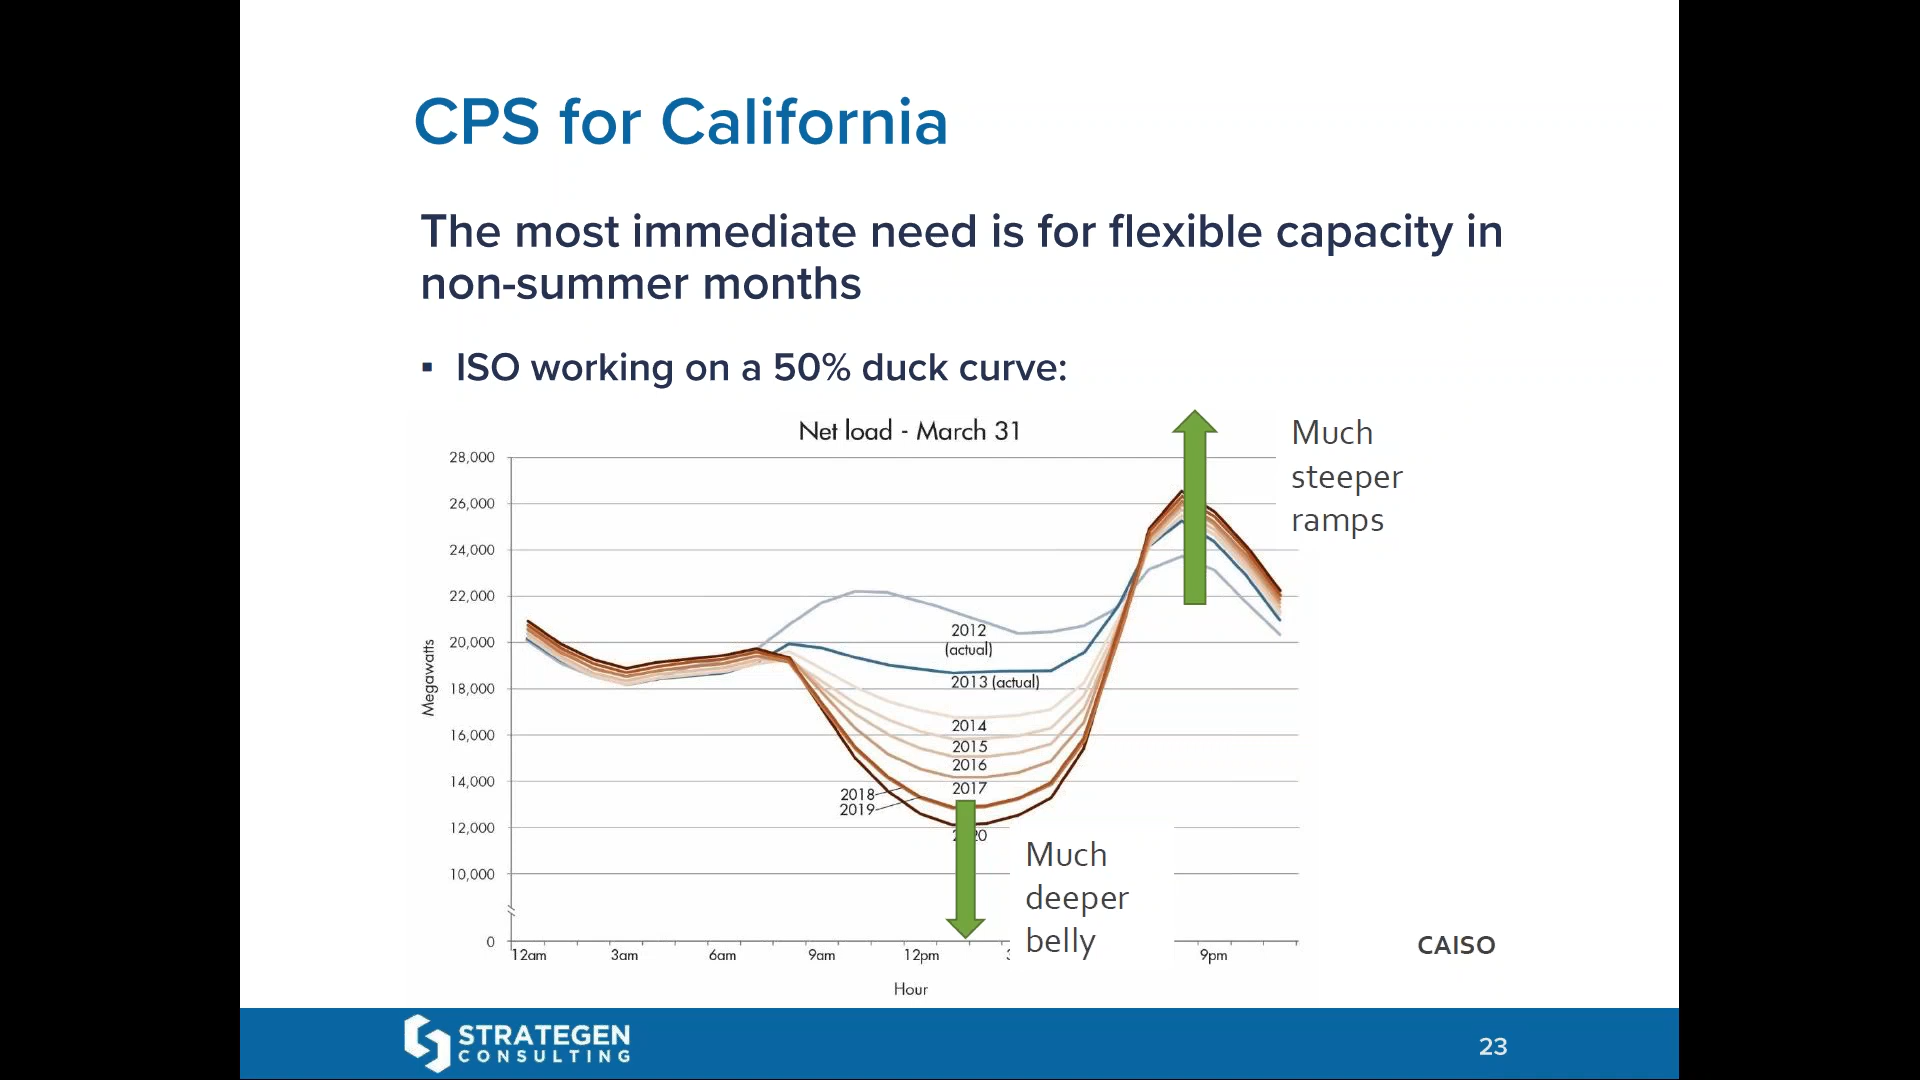 CPS for California
The most immediate need is for flexible capacity in
non-summer months
▪ ISO working on a 50% duck curve:
Net load - March 31
Much
steeper
ramps
28,000
26,000
24,000
22,000
20,000
18,000
16,000
14,000
12,000
10,000
0
Megawatts
2012
(actual)
2013 (actual)
2014
2015
2016
2017
2018
2019
Much
deeper
belly
12am 3am 6am 9am 12pm 9pm
Hour
CAISO
STRATEGEN
CONSULTING
23